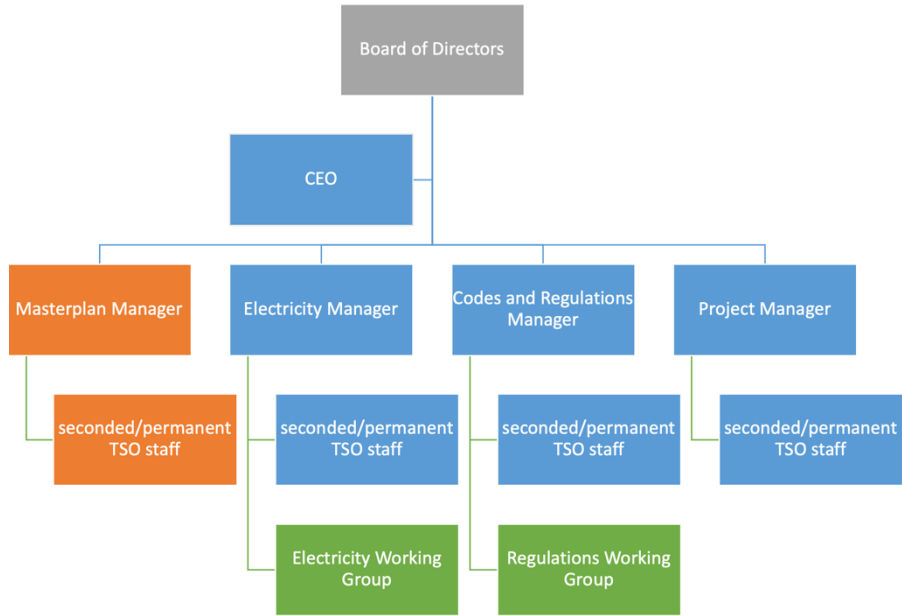 Board of Directors
CEO
Masterplan Manager
Electricity Manager
Codes and Regulations
Manager
Project Manager
seconded/permanent
TSO staff
seconded/permanent
TSO staff
seconded/permanent
TSO staff
seconded/permanent
TSO staff
Electricity Working
Group
Regulations Working
Group